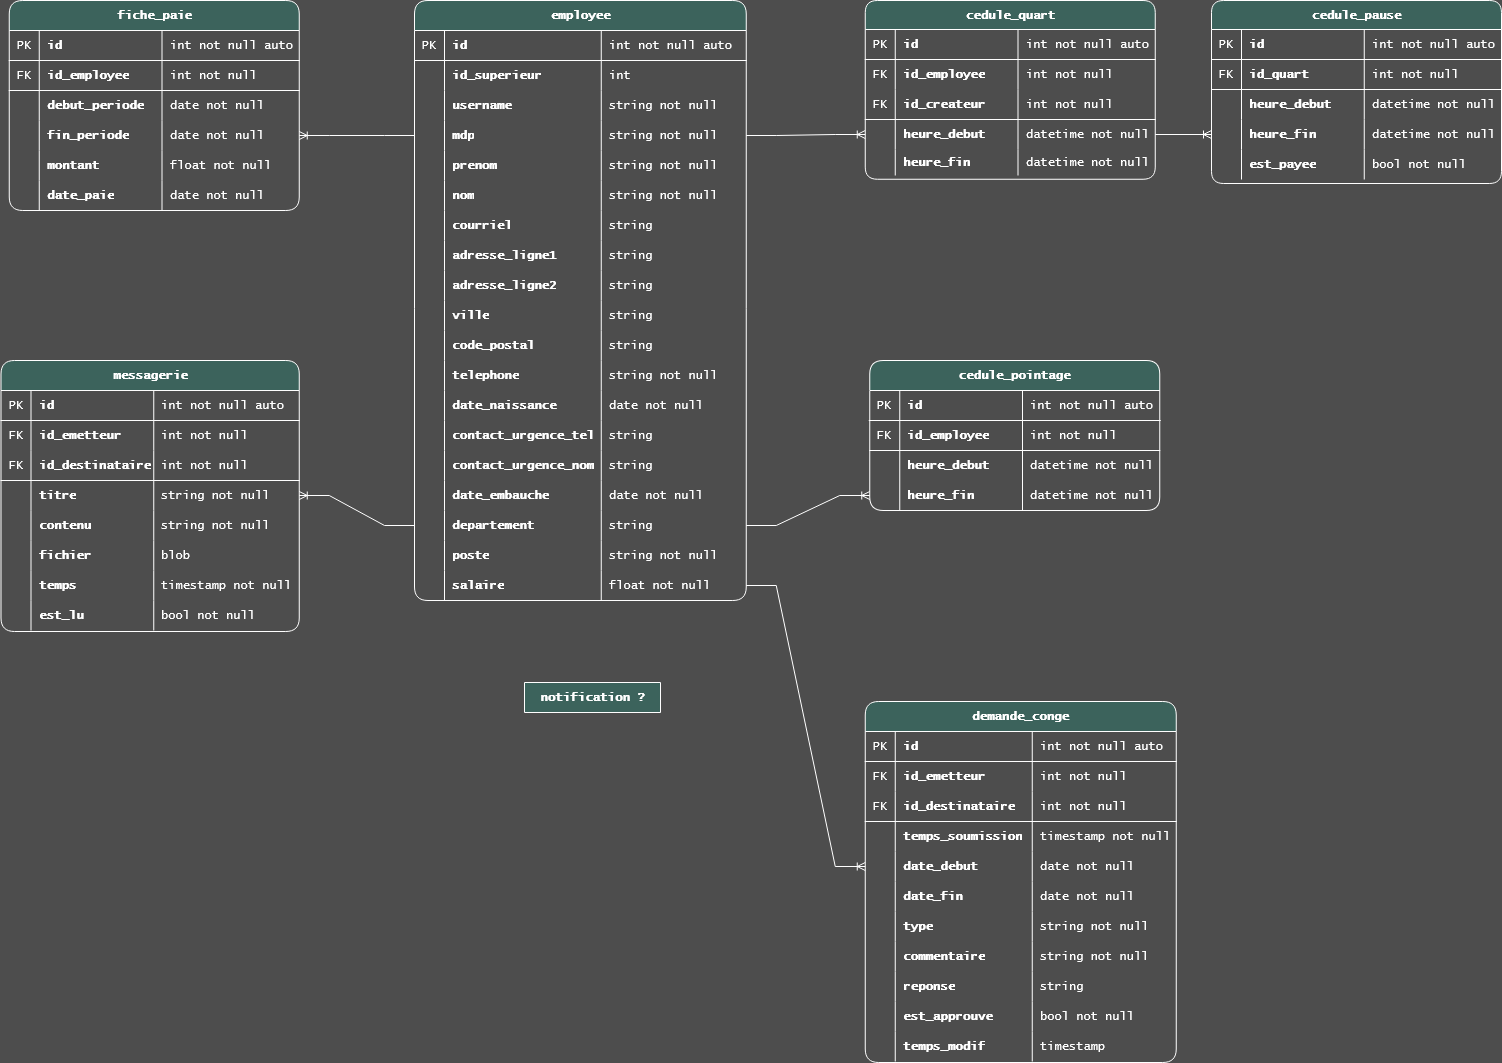 fiche_paie
PK id int not null auto
FK id_employee int not null
debut_periode date not null
fin_periode date not null
montant float not null
date_paie date not null
employee
PK id int not null auto
id_superieur int
username string not null
mdp string not null
prenom string not null
nom string not null
courriel string
adresse_ligne1 string
adresse_ligne2 string
ville string
code_postal string
telephone string not null
date_naissance date not null
contact_urgence_tel string
contact_urgence_nom string
date_embauche date not null
departement string
poste string not null
salaire float not null
cedule_quart
PK id int not null auto
FK id_employee int not null
FK id_createur int not null
heure_debut datetime not null
heure_fin datetime not null
cedule_pause
PK id int not null auto
FK id_quart int not null
heure_debut datetime not null
heure_fin datetime not null
est_payee bool not null
messagerie
PK id int not null auto
FK id_emetteur int not null
FK id_destinataire int not null
titre string not null
contenu string not null
fichier blob
temps timestamp not null
est_lu bool not null
cedule_pointage
PK id int not null auto
FK id_employee int not null
heure_debut datetime not null
heure_fin datetime not null
notification ?
demande_conge
PK id int not null auto
FK id_emetteur int not null
FK id_destinataire int not null
temps_soumission timestamp not null
date_debut date not null
date_fin date not null
type string not null
commentaire string not null
reponse string
est_approuve bool not null
temps_modif timestamp